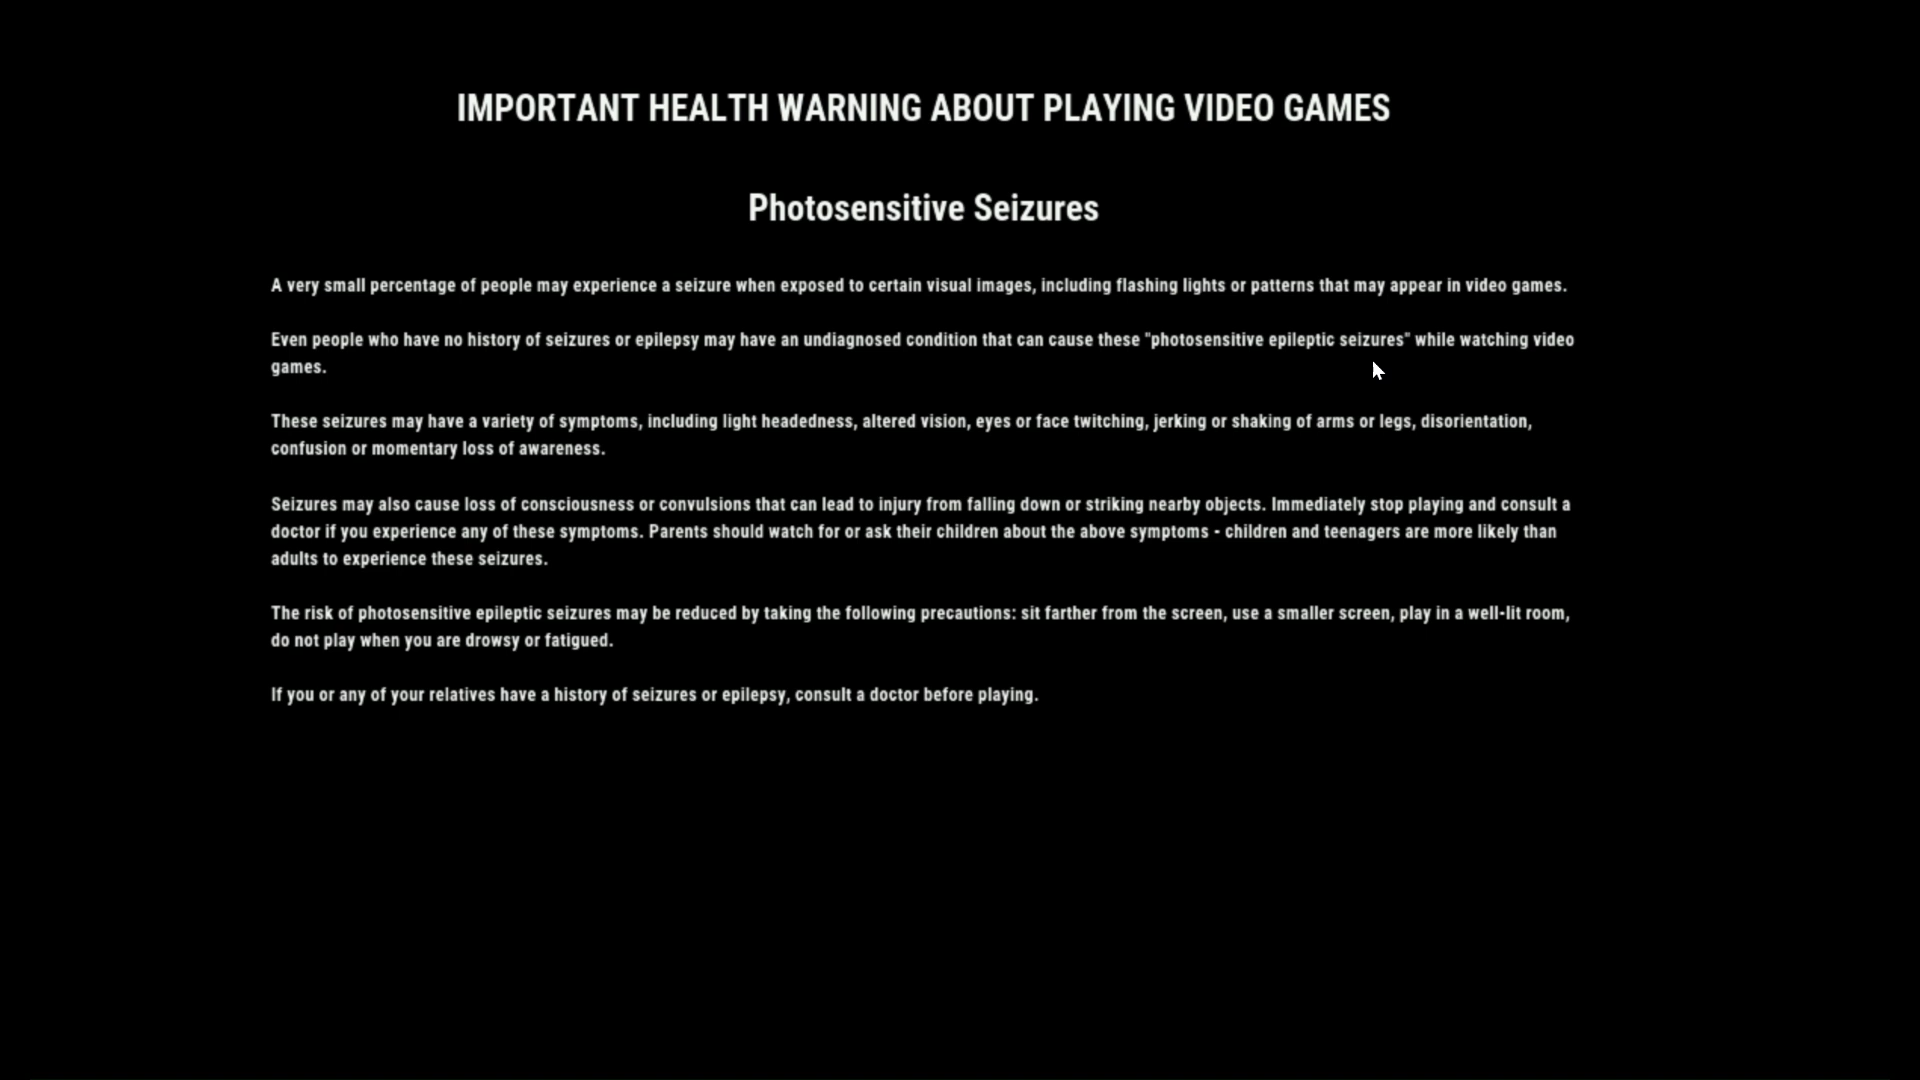 IMPORTANT HEALTH WARNING ABOUT PLAYING VIDEO GAMES
Photosensitive Seizures
A very small percentage of people may experience a seizure when exposed to certain visual images, including flashing lights or patterns that may appear in video games.
Even people who have no history of seizures or epilepsy may have an undiagnosed condition that can cause these "photosensitive epileptic seizures" while watching video
games.
These seizures may have a variety of symptoms, including light headedness, altered vision, eyes or face twitching, jerking or shaking of arms or legs, disorientation,
confusion or momentary loss of awareness.
Seizures may also cause loss of consciousness or convulsions that can lead to injury from falling down or striking nearby objects. Immediately stop playing and consult a
doctor if you experience any of these symptoms. Parents should watch for or ask their children about the above symptoms - children and teenagers are more likely than
adults to experience these seizures.
The risk of photosensitive epileptic seizures may be reduced by taking the following precautions: sit farther from the screen, use a smaller screen, play in a well-lit room,
do not play when you are drowsy or fatigued.
If you or any of your relatives have a history of seizures or epilepsy, consult a doctor before playing.